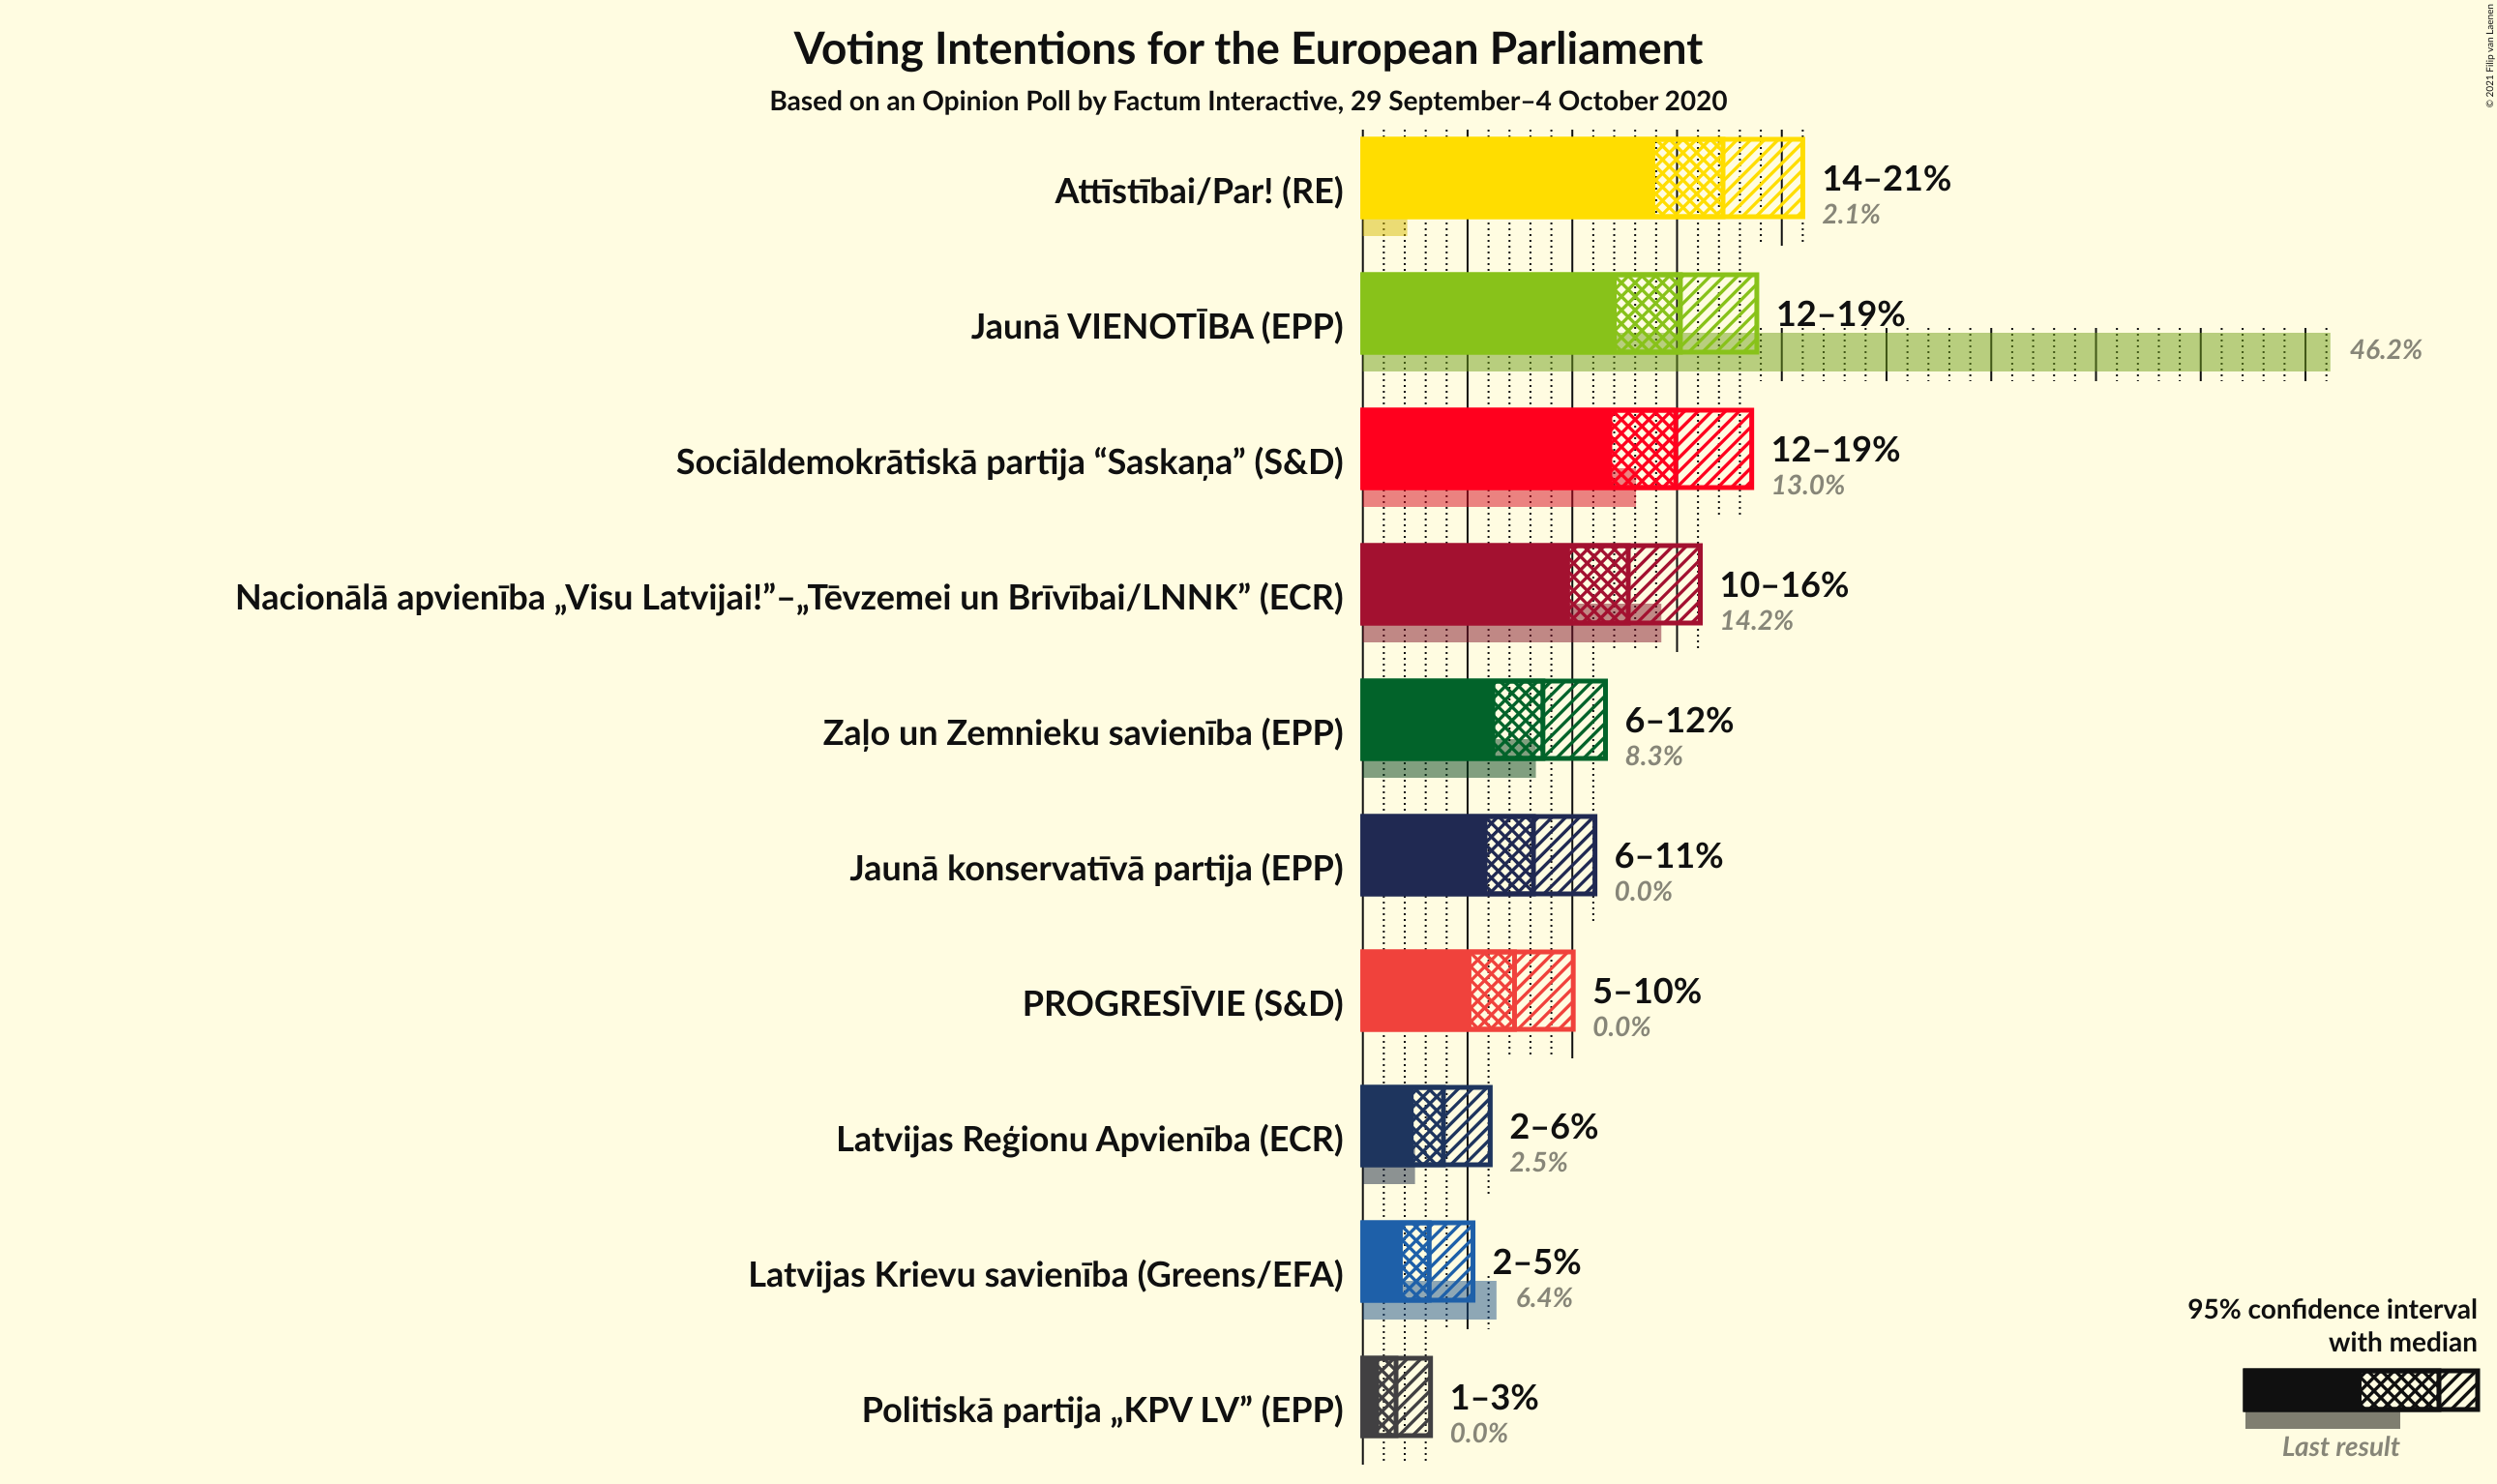 Voting Intentions for the European Parliament
Based on an Opinion Poll by Factum Interactive, 29 September–4 October 2020
© 2021 Filip van Laenen
Attīstībai/Par! (RE)
14–21%
2.1%
Jaunā VIENOTĪBA (EPP)
12–19%
46.2%
Sociāldemokrātiskā partija “Saskaņa” (S&D)
12–19%
13.0%
Nacionālā apvienība „Visu Latvijai!”–„Tēvzemei un Brīvībai/LNNK” (ECR)
10–16%
14.2%
Zaļo un Zemnieku savienība (EPP)
6–12%
8.3%
Jaunā konservatīvā partija (EPP)
6–11%
0.0%
PROGRESĪVIE (S&D)
5–10%
0.0%
Latvijas Reģionu Apvienība (ECR)
2–6%
2.5%
Latvijas Krievu savienība (Greens/EFA)
2–5%
6.4%
Politiskā partija „KPV LV” (EPP)
1–3%
0.0%
95% confidence interval
with median
Last result